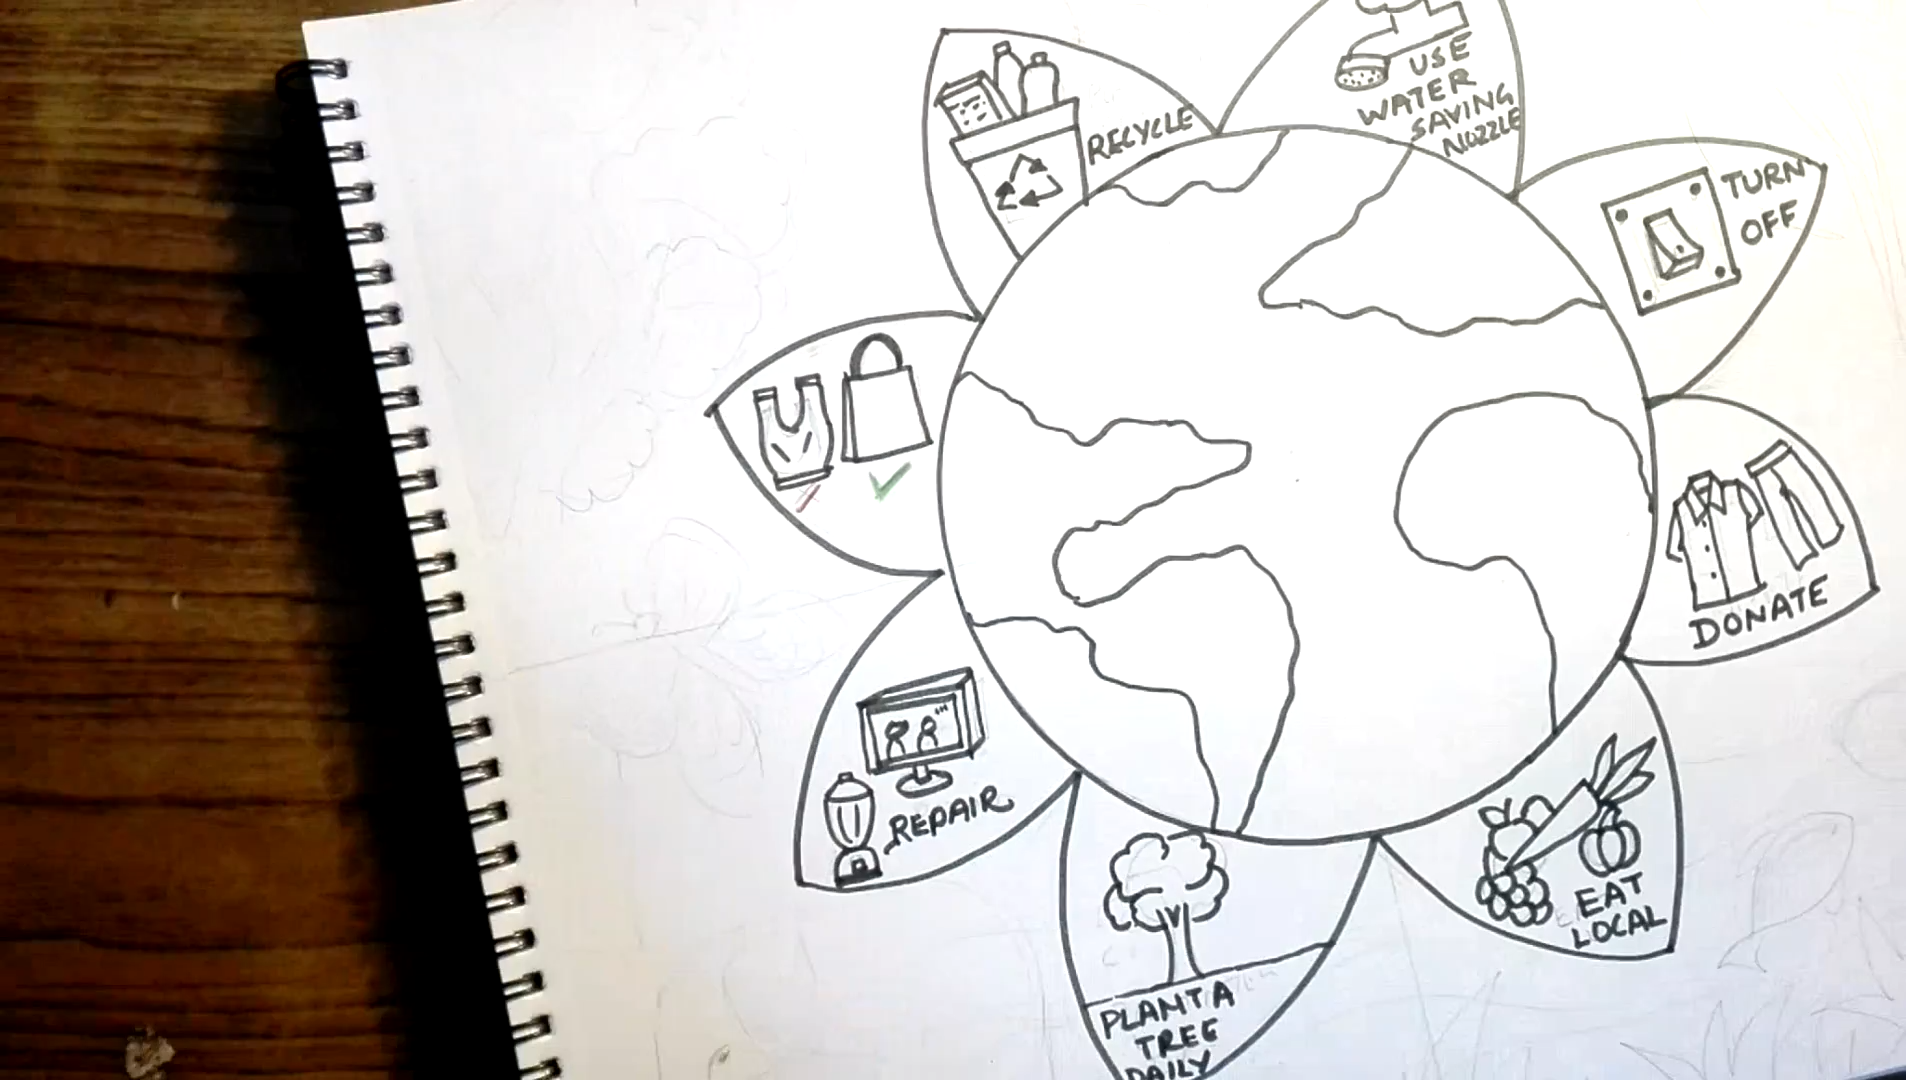 RECYCLE
USE
WATER
SAVING
NOZZLE
TURN
OFF
DONATE
EAT
LOCAL
PLANT A
TREE
DAILY
REPAIR